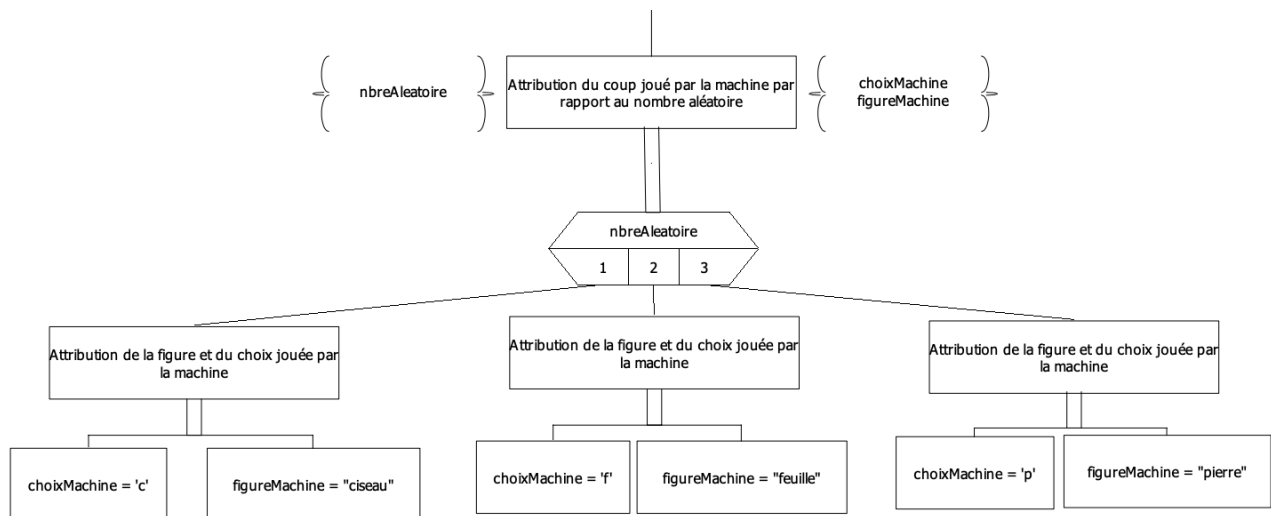 nbreAleatoire
Attribution du coup joué par la machine par
rapport au nombre aléatoire
choixMachine
figureMachine
nbreAleatoire
1 2 3
Attribution de la figure et du choix jouée par
la machine
Attribution de la figure et du choix jouée par
la machine
Attribution de la figure et du choix jouée par
la machine
choixMachine = 'c'
figureMachine = "ciseau"
choixMachine = 'f'
figureMachine = "feuille"
choixMachine = 'p'
figureMachine = "pierre"